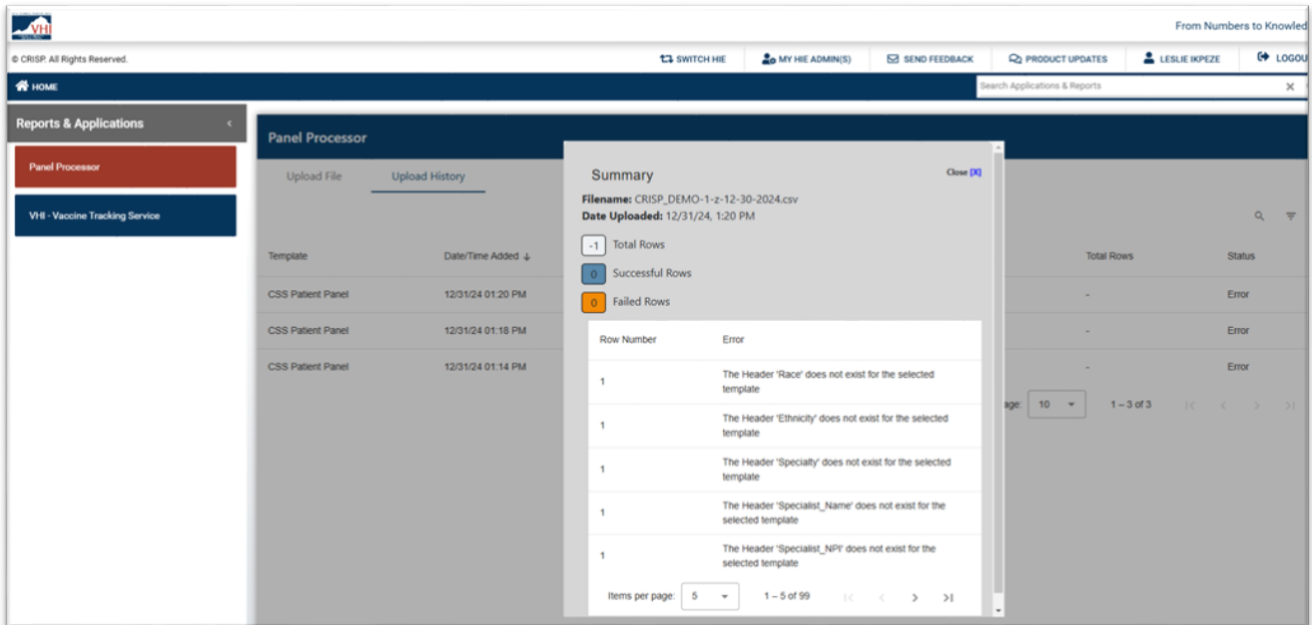 VHI
From Numbers to Knowled
© CRISP. All Rights Reserved.
SWITCH HIE
MY HIE ADMIN(S)
SEND FEEDBACK
PRODUCT UPDATES
LESLIE IKPEZE
LOGOU
HOME
Search Applications & Reports
Reports & Applications
Panel Processor
VHI - Vaccine Tracking Service
Panel Processor
Upload File
Upload History
Template
Date/Time Added ↓
Total Rows
Status
CSS Patient Panel
12/31/24 01:20 PM
-
Error
CSS Patient Panel
12/31/24 01:18 PM
-
Error
CSS Patient Panel
12/31/24 01:14 PM
-
Error
age:
10
1 – 3 of 3
Summary
Close [X]
Filename: CRISP_DEMO-1-z-12-30-2024.csv
Date Uploaded: 12/31/24, 1:20 PM
-1 Total Rows
0 Successful Rows
0 Failed Rows
Row Number
Error
1
The Header 'Race' does not exist for the selected
template
1
The Header 'Ethnicity' does not exist for the selected
template
1
The Header 'Specialty' does not exist for the selected
template
1
The Header 'Specialist_Name' does not exist for the
selected template
1
The Header 'Specialist_NPI' does not exist for the
selected template
Items per page:
5
1 – 5 of 99